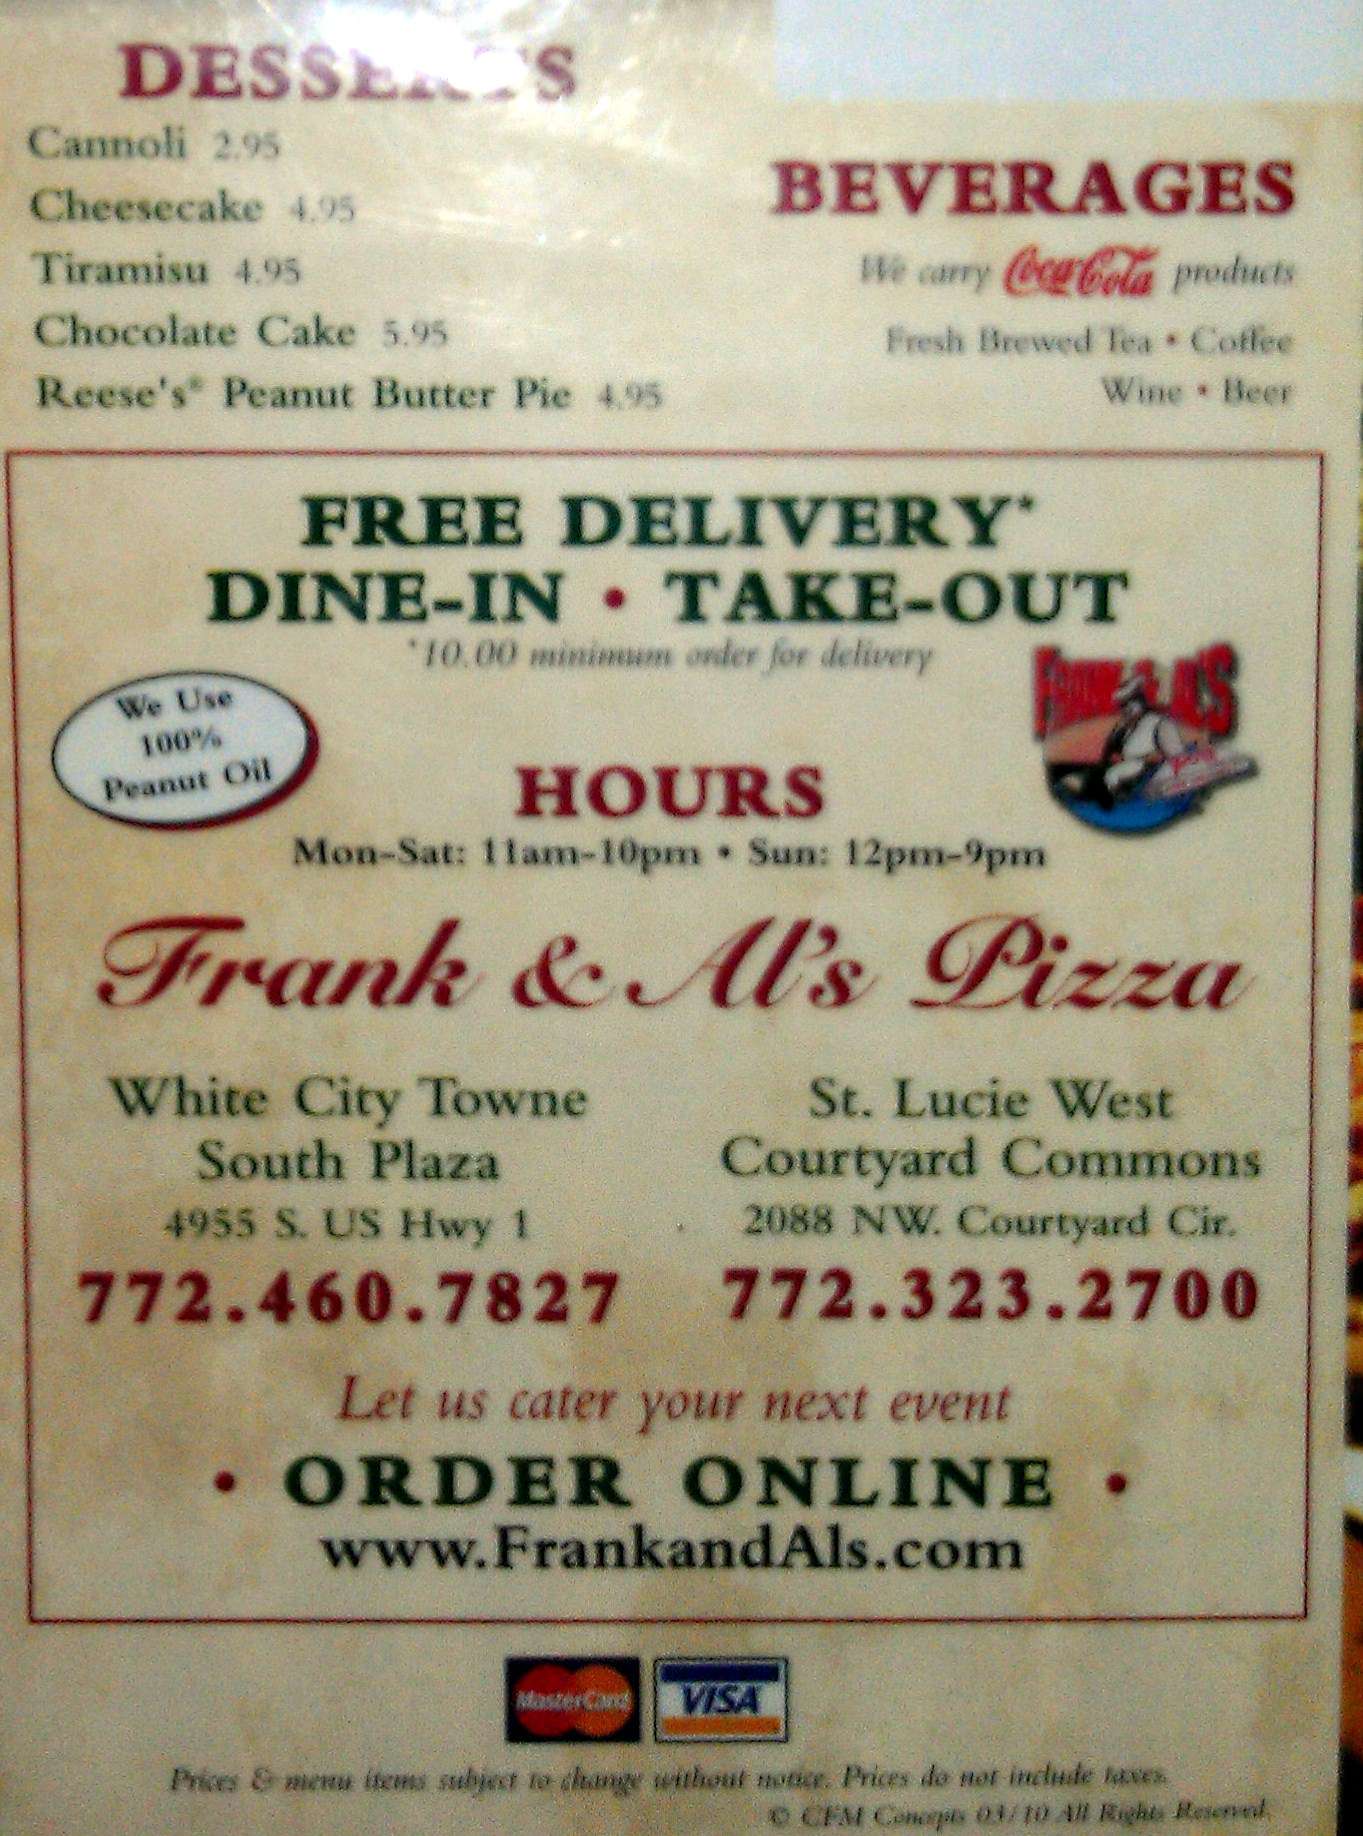 DESSERTS
Cannoli 2.95
Cheesecake 4.95
Tiramisu 4.95
Chocolate Cake 5.95
Reese's® Peanut Butter Pie 4.95
BEVERAGES
We carry Coca-Cola products
Fresh Brewed Tea • Coffee
Wine • Beer
FREE DELIVERY*
DINE-IN • TAKE-OUT
*10.00 minimum order for delivery
We Use
100%
Peanut Oil
FRANK & AL'S
HOURS
Mon-Sat: 11am-10pm • Sun: 12pm-9pm
Frank & Al's Pizza
White City Towne
South Plaza
4955 S. US Hwy 1
772.460.7827
St. Lucie West
Courtyard Commons
2088 NW. Courtyard Cir.
772.323.2700
Let us cater your next event
• ORDER ONLINE •
www.FrankandAls.com
MasterCard
VISA
Prices & menu items subject to change without notice. Prices do not include taxes.
© CFM Concepts 03/10 All Rights Reserved.